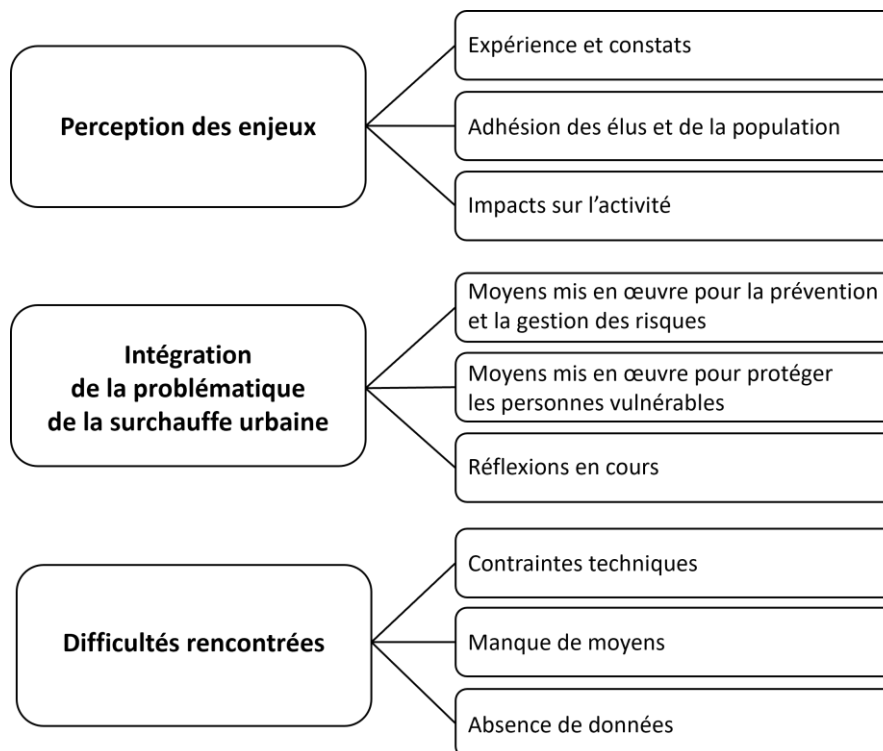 Perception des enjeux
Expérience et constats
Adhésion des élus et de la population
Impacts sur l’activité
Intégration
de la problématique
de la surchauffe urbaine
Moyens mis en œuvre pour la prévention
et la gestion des risques
Moyens mis en œuvre pour protéger
les personnes vulnérables
Réflexions en cours
Difficultés rencontrées
Contraintes techniques
Manque de moyens
Absence de données